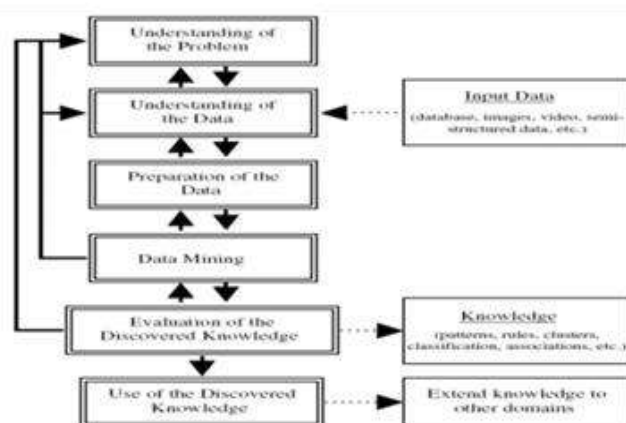 Understanding of
the Problem
Understanding of
the Data
Input Data
(database, images, video, semi-
structured data, etc.)
Preparation of the
Data
Data Mining
Evaluation of the
Discovered Knowledge
Knowledge
(patterns, rules, clusters,
classification, associations, etc.)
Use of the Discovered
Knowledge
Extend knowledge to
other domains